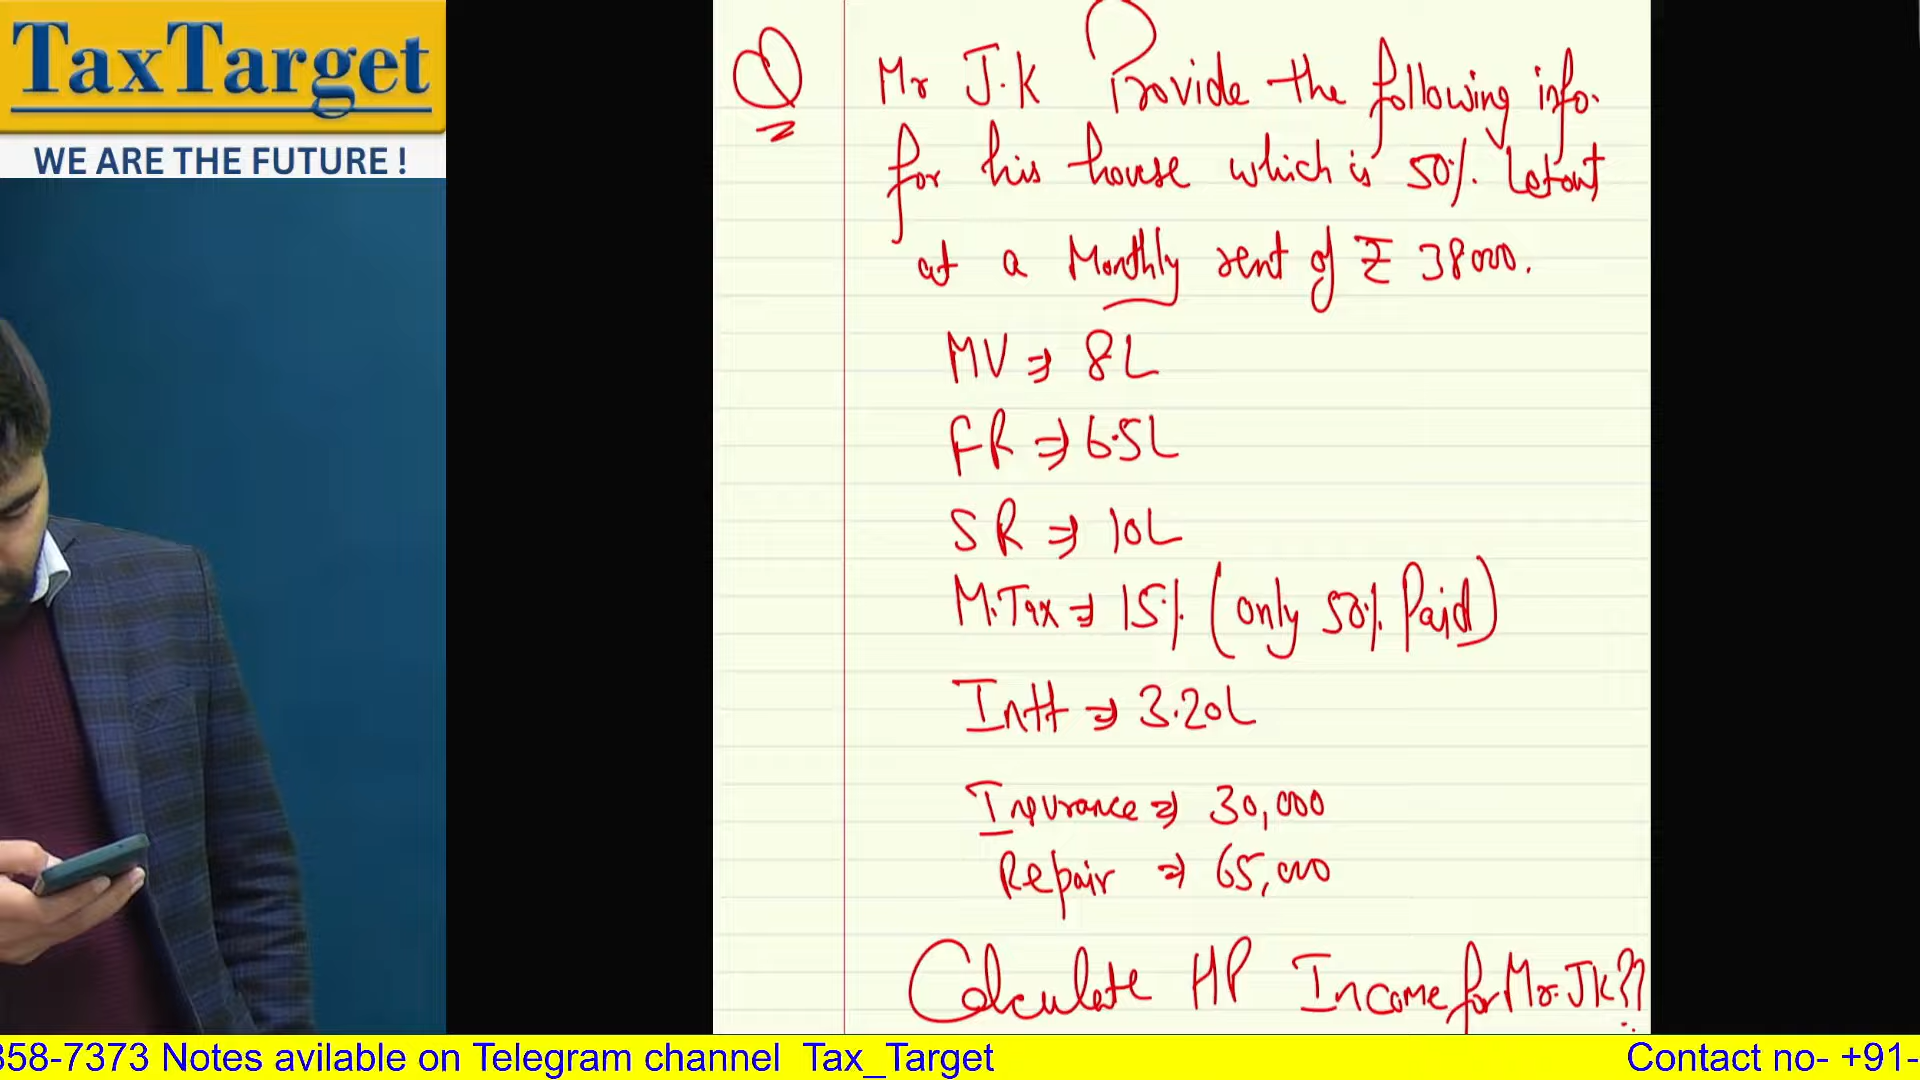 TaxTarget
WE ARE THE FUTURE !
Q
Mr J.K Provide the following info.
for his house which is 50%. Letout
at a Monthly rent of ₹ 38000.
MV ⇒ 8L
FR ⇒ 6.5L
SR ⇒ 10L
M.Tax ⇒ 15% (only 50% Paid)
Intt ⇒ 3.20L
Insurance ⇒ 30,000
Repair ⇒ 65,000
Calculate HP Income for Mr. JK??
358-7373 Notes avilable on Telegram channel Tax_Target
Contact no- +91-